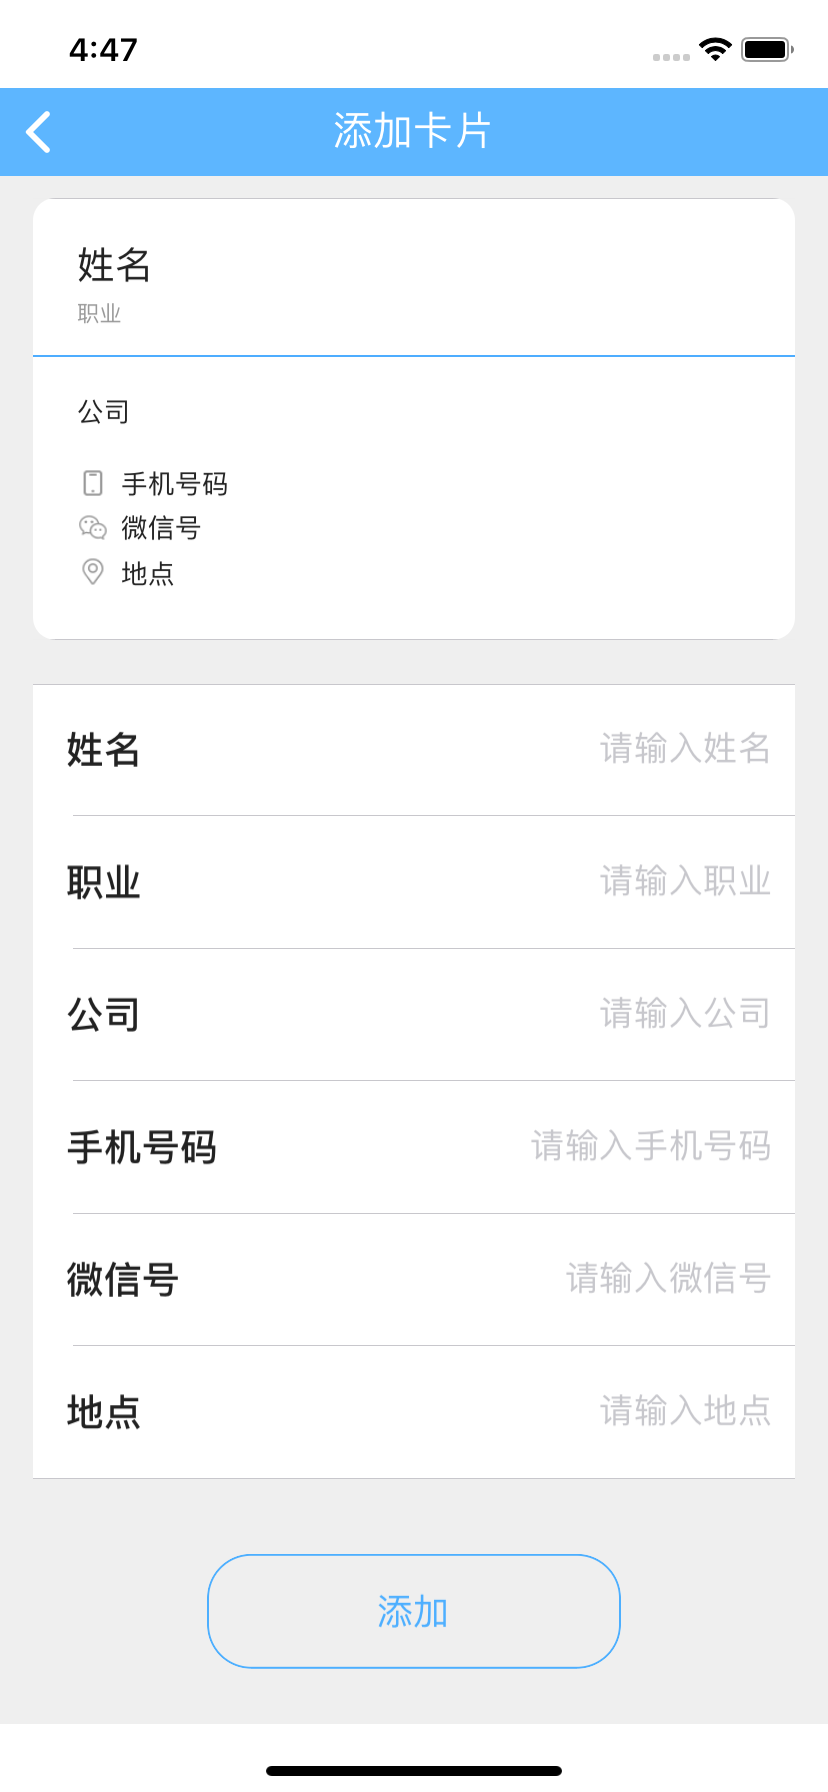 4:47
添加卡片
姓名
职业
公司
手机号码
微信号
地点
姓名 请输入姓名
职业 请输入职业
公司 请输入公司
手机号码 请输入手机号码
微信号 请输入微信号
地点 请输入地点
添加